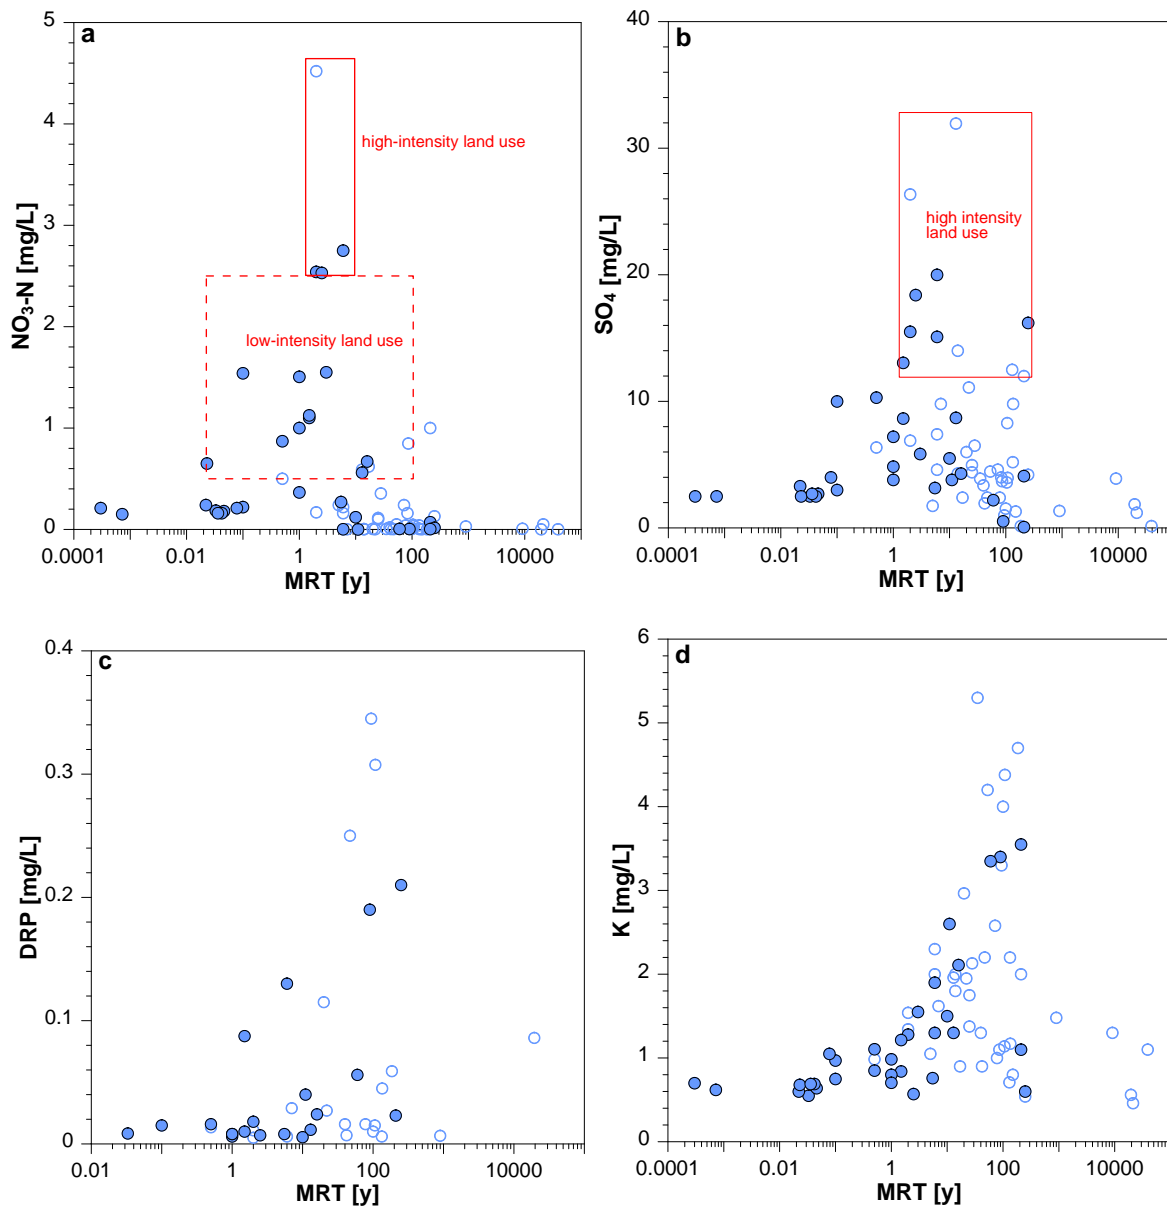 a
5
4
3
2
1
0
NO3-N [mg/L]
high-intensity land use
low-intensity land use
0.0001
0.01
1
100
10000
MRT [y]
b
40
30
20
10
0
SO4 [mg/L]
high intensity
land use
0.0001
0.01
1
100
10000
MRT [y]
c
0.4
0.3
0.2
0.1
0
DRP [mg/L]
0.01
1
100
10000
MRT [y]
d
6
5
4
3
2
1
0
K [mg/L]
0.0001
0.01
1
100
10000
MRT [y]